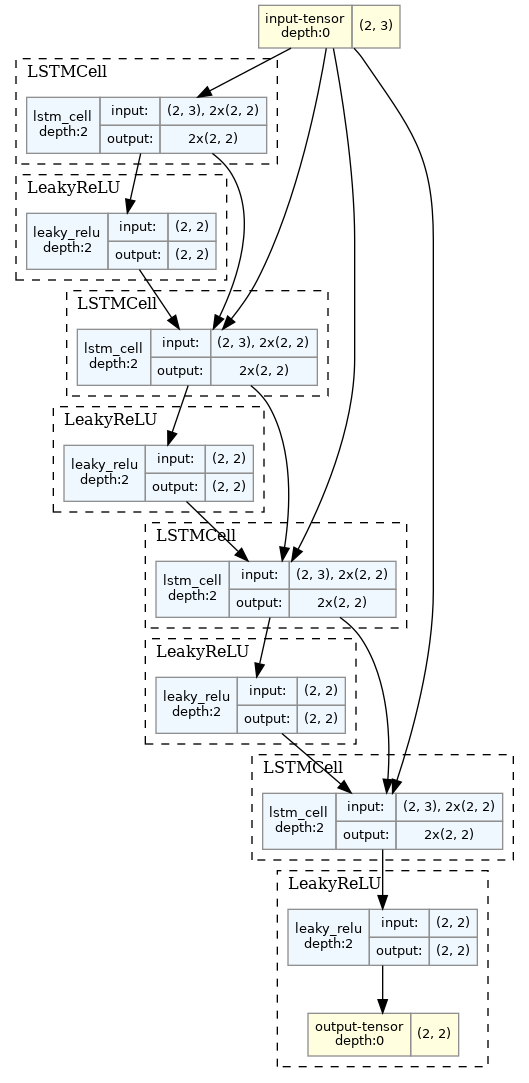 input-tensor
depth:0
(2, 3)
LSTMCell
lstm_cell
depth:2
input:
(2, 3), 2x(2, 2)
output:
2x(2, 2)
LeakyReLU
leaky_relu
depth:2
input:
(2, 2)
output:
(2, 2)
LSTMCell
lstm_cell
depth:2
input:
(2, 3), 2x(2, 2)
output:
2x(2, 2)
LeakyReLU
leaky_relu
depth:2
input:
(2, 2)
output:
(2, 2)
LSTMCell
lstm_cell
depth:2
input:
(2, 3), 2x(2, 2)
output:
2x(2, 2)
LeakyReLU
leaky_relu
depth:2
input:
(2, 2)
output:
(2, 2)
LSTMCell
lstm_cell
depth:2
input:
(2, 3), 2x(2, 2)
output:
2x(2, 2)
LeakyReLU
leaky_relu
depth:2
input:
(2, 2)
output:
(2, 2)
output-tensor
depth:0
(2, 2)